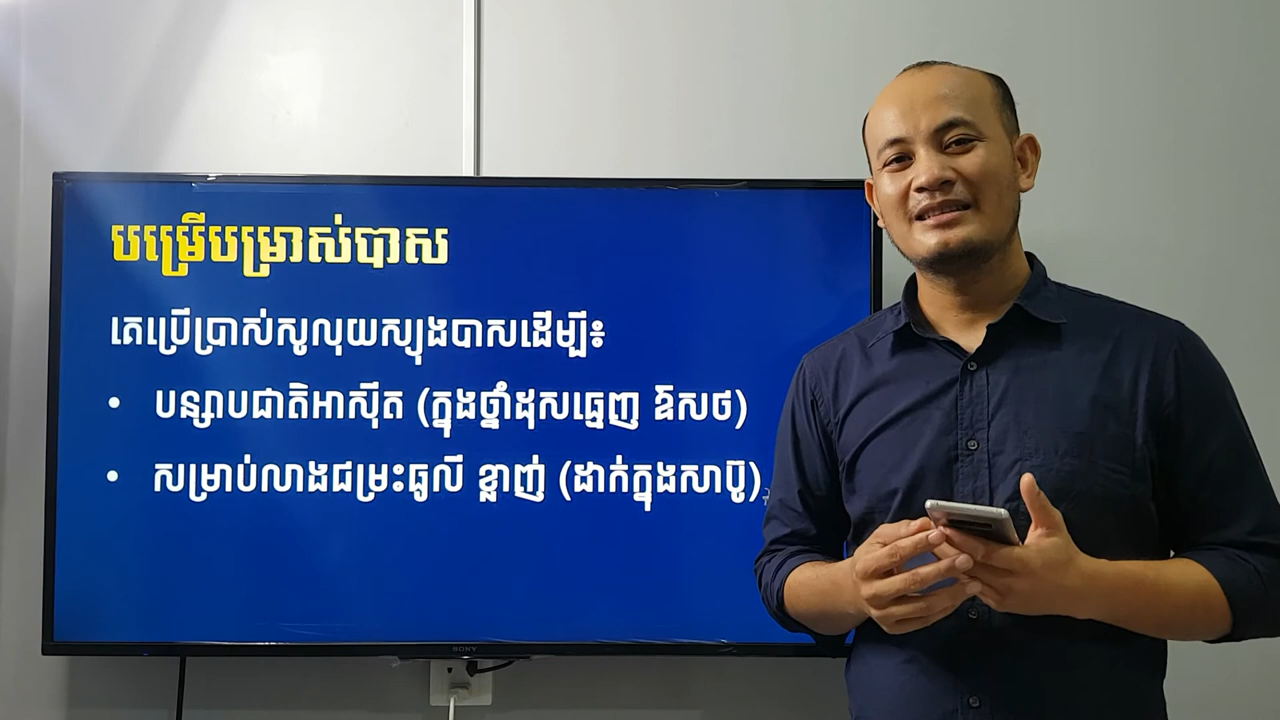 បម្រើបម្រាស់បាស
គេប្រើប្រាស់សូលុយស្យុងបាសដើម្បី៖
• បន្សាបជាតិអាស៊ីត (ក្នុងថ្នាំដុសធ្មេញ ឱសថ)
• សម្រាប់លាងជម្រះធូលី ខ្លាញ់ (ដាក់ក្នុងសាប៊ូ)
SONY